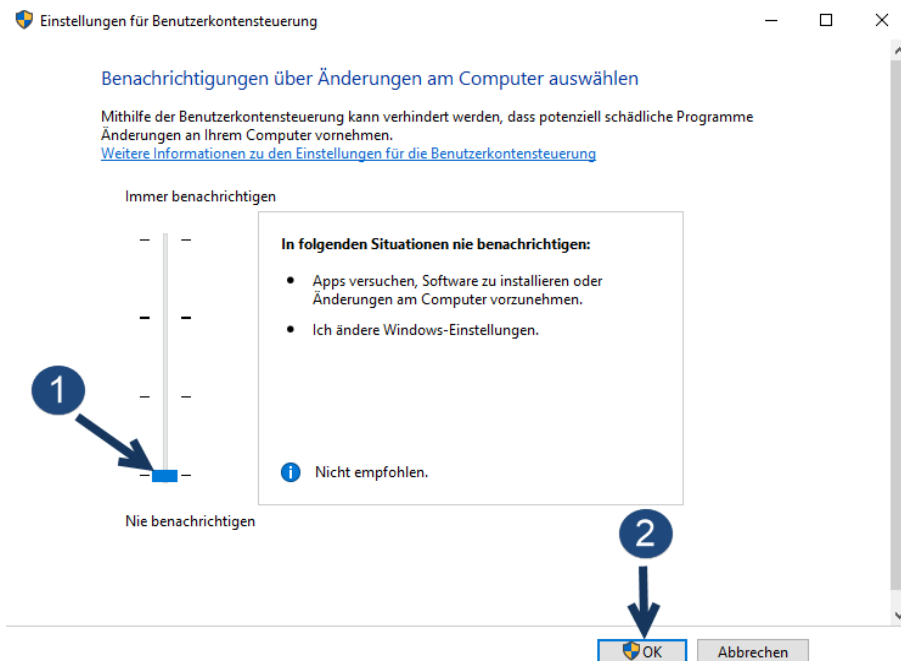 Einstellungen für Benutzerkontensteuerung
Benachrichtigungen über Änderungen am Computer auswählen
Mithilfe der Benutzerkontensteuerung kann verhindert werden, dass potenziell schädliche Programme
Änderungen an Ihrem Computer vornehmen.
Weitere Informationen zu den Einstellungen für die Benutzerkontensteuerung
Immer benachrichtigen
In folgenden Situationen nie benachrichtigen:
Apps versuchen, Software zu installieren oder
Änderungen am Computer vorzunehmen.
Ich ändere Windows-Einstellungen.
1
Nicht empfohlen.
Nie benachrichtigen
2
OK
Abbrechen